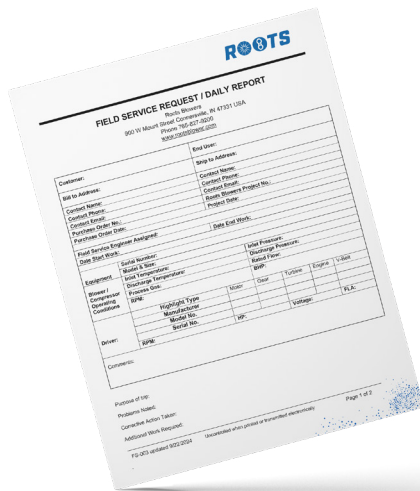 ROOTS
FIELD SERVICE REQUEST / DAILY REPORT
Roots Blowers
900 W Mount Street Connersville, IN 47331 USA
Phone 765-827-9200
www.rootsblower.com
Customer:
End User:
Bill to Address:
Ship to Address:
Contact Name:
Contact Name:
Contact Phone:
Contact Phone:
Contact Email:
Contact Email:
Purchase Order No.:
Roots Blowers Project No.:
Purchase Order Date:
Project Date:
Field Service Engineer Assigned:
Date Start Work:
Date End Work:
Equipment
Serial Number:
Model & Size:
Blower / Compressor Operating Conditions
Inlet Temperature:
Inlet Pressure:
Discharge Temperature:
Discharge Pressure:
Process Gas:
Rated Flow:
RPM:
BHP:
Driver:
Highlight Type
Motor
Gear
Turbine
Engine
V-Belt
Manufacturer
Model No.
Serial No.
RPM:
HP:
Voltage:
FLA:
Comments:
Purpose of trip:
Problems Noted:
Corrective Action Taken:
Additional Work Required:
FS-003 updated 9/22/2024
Uncontrolled when printed or transmitted electronically
Page 1 of 2